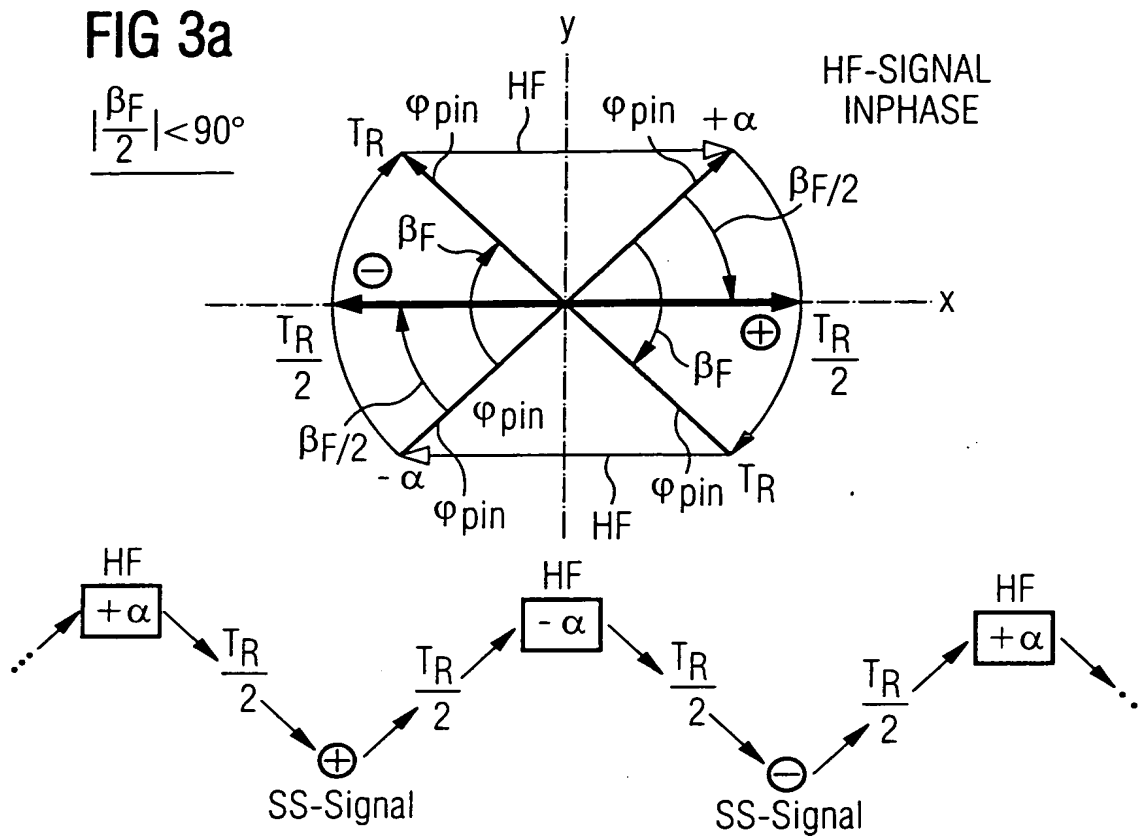 FIG 3a
|βF/2|<90°
y
HF-SIGNAL
INPHASE
HF
φpin
φpin
+α
TR
βF/2
βF
−
x
TR/2
+
TR/2
βF
φpin
βF/2
- α
φpin
φpin
TR
HF
HF
+α
HF
- α
HF
+α
TR/2
TR/2
TR/2
TR/2
+
SS-Signal
−
SS-Signal